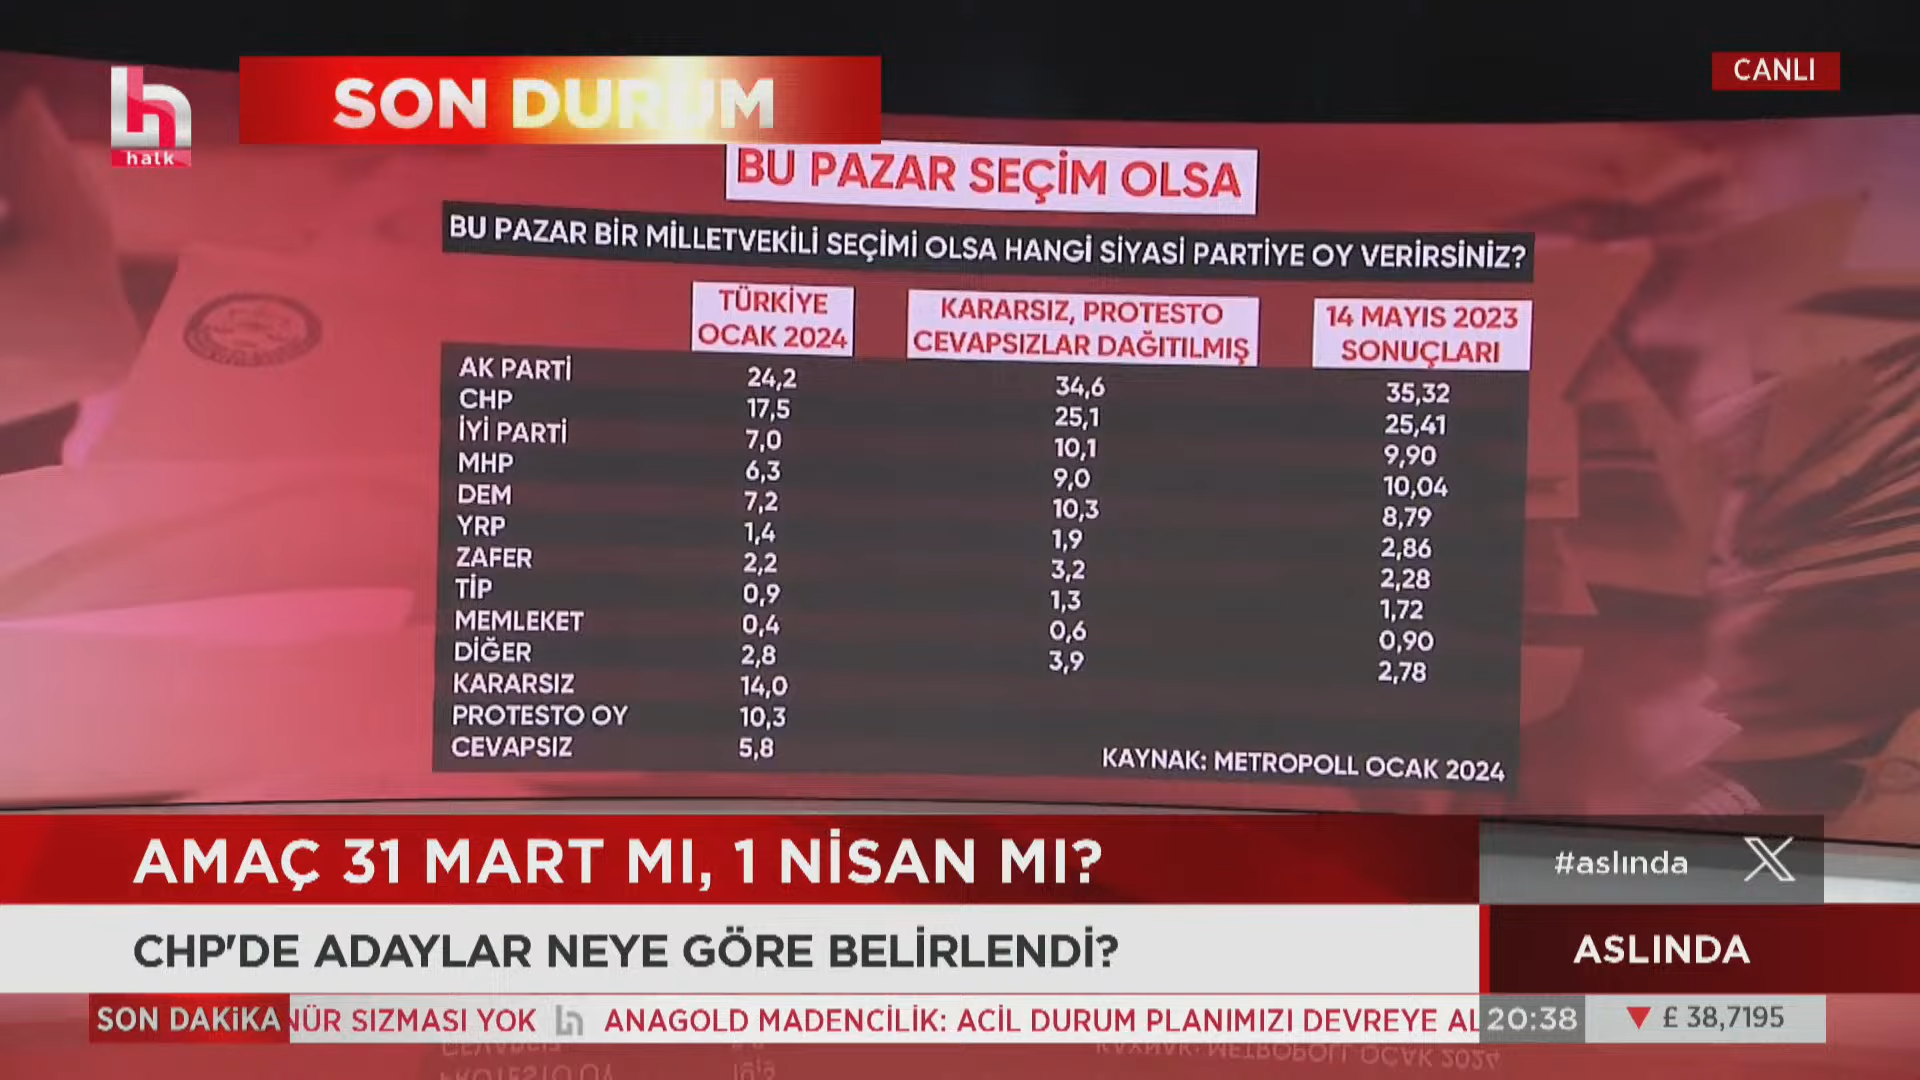 halk
SON DURUM
CANLI
BU PAZAR SEÇİM OLSA
BU PAZAR BİR MİLLETVEKİLİ SEÇİMİ OLSA HANGİ SİYASİ PARTİYE OY VERİRSİNİZ?
TÜRKİYE OCAK 2024
KARARSIZ, PROTESTO CEVAPSIZLAR DAĞITILMIŞ
14 MAYIS 2023 SONUÇLARI
AK PARTİ 24,2 34,6 35,32
CHP 17,5 25,1 25,41
İYİ PARTİ 7,0 10,1 9,90
MHP 6,3 9,0 10,04
DEM 7,2 10,3 8,79
YRP 1,4 1,9 2,86
ZAFER 2,2 3,2 2,28
TİP 0,9 1,3 1,72
MEMLEKET 0,4 0,6 0,90
DİĞER 2,8 3,9 2,78
KARARSIZ 14,0
PROTESTO OY 10,3
CEVAPSIZ 5,8
KAYNAK: METROPOLL OCAK 2024
AMAÇ 31 MART MI, 1 NİSAN MI?
#aslında
CHP'DE ADAYLAR NEYE GÖRE BELİRLENDİ?
ASLINDA
SON DAKİKA NÜR SIZMASI YOK ANAGOLD MADENCİLİK: ACİL DURUM PLANIMIZI DEVREYE AL 20:38 £ 38,7195